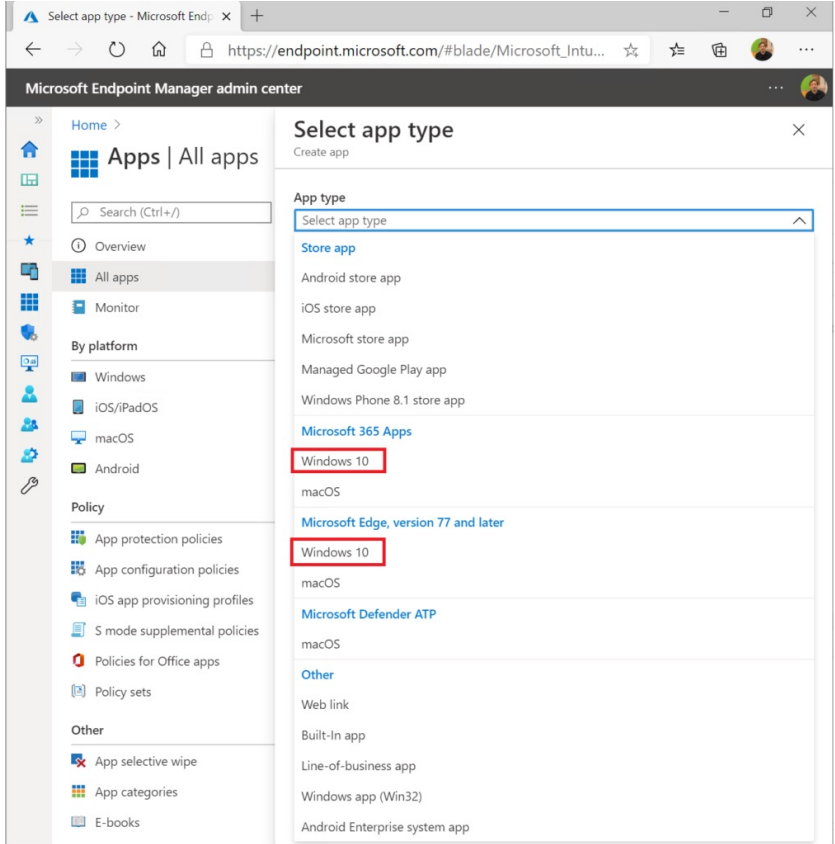 Select app type - Microsoft Endp
https://endpoint.microsoft.com/#blade/Microsoft_Intu...
Microsoft Endpoint Manager admin center
Home
Apps | All apps
Search (Ctrl+/)
Overview
All apps
Monitor
By platform
Windows
iOS/iPadOS
macOS
Android
Policy
App protection policies
App configuration policies
iOS app provisioning profiles
S mode supplemental policies
Policies for Office apps
Policy sets
Other
App selective wipe
App categories
E-books
Select app type
Create app
App type
Select app type
Store app
Android store app
iOS store app
Microsoft store app
Managed Google Play app
Windows Phone 8.1 store app
Microsoft 365 Apps
Windows 10
macOS
Microsoft Edge, version 77 and later
Windows 10
macOS
Microsoft Defender ATP
macOS
Other
Web link
Built-In app
Line-of-business app
Windows app (Win32)
Android Enterprise system app